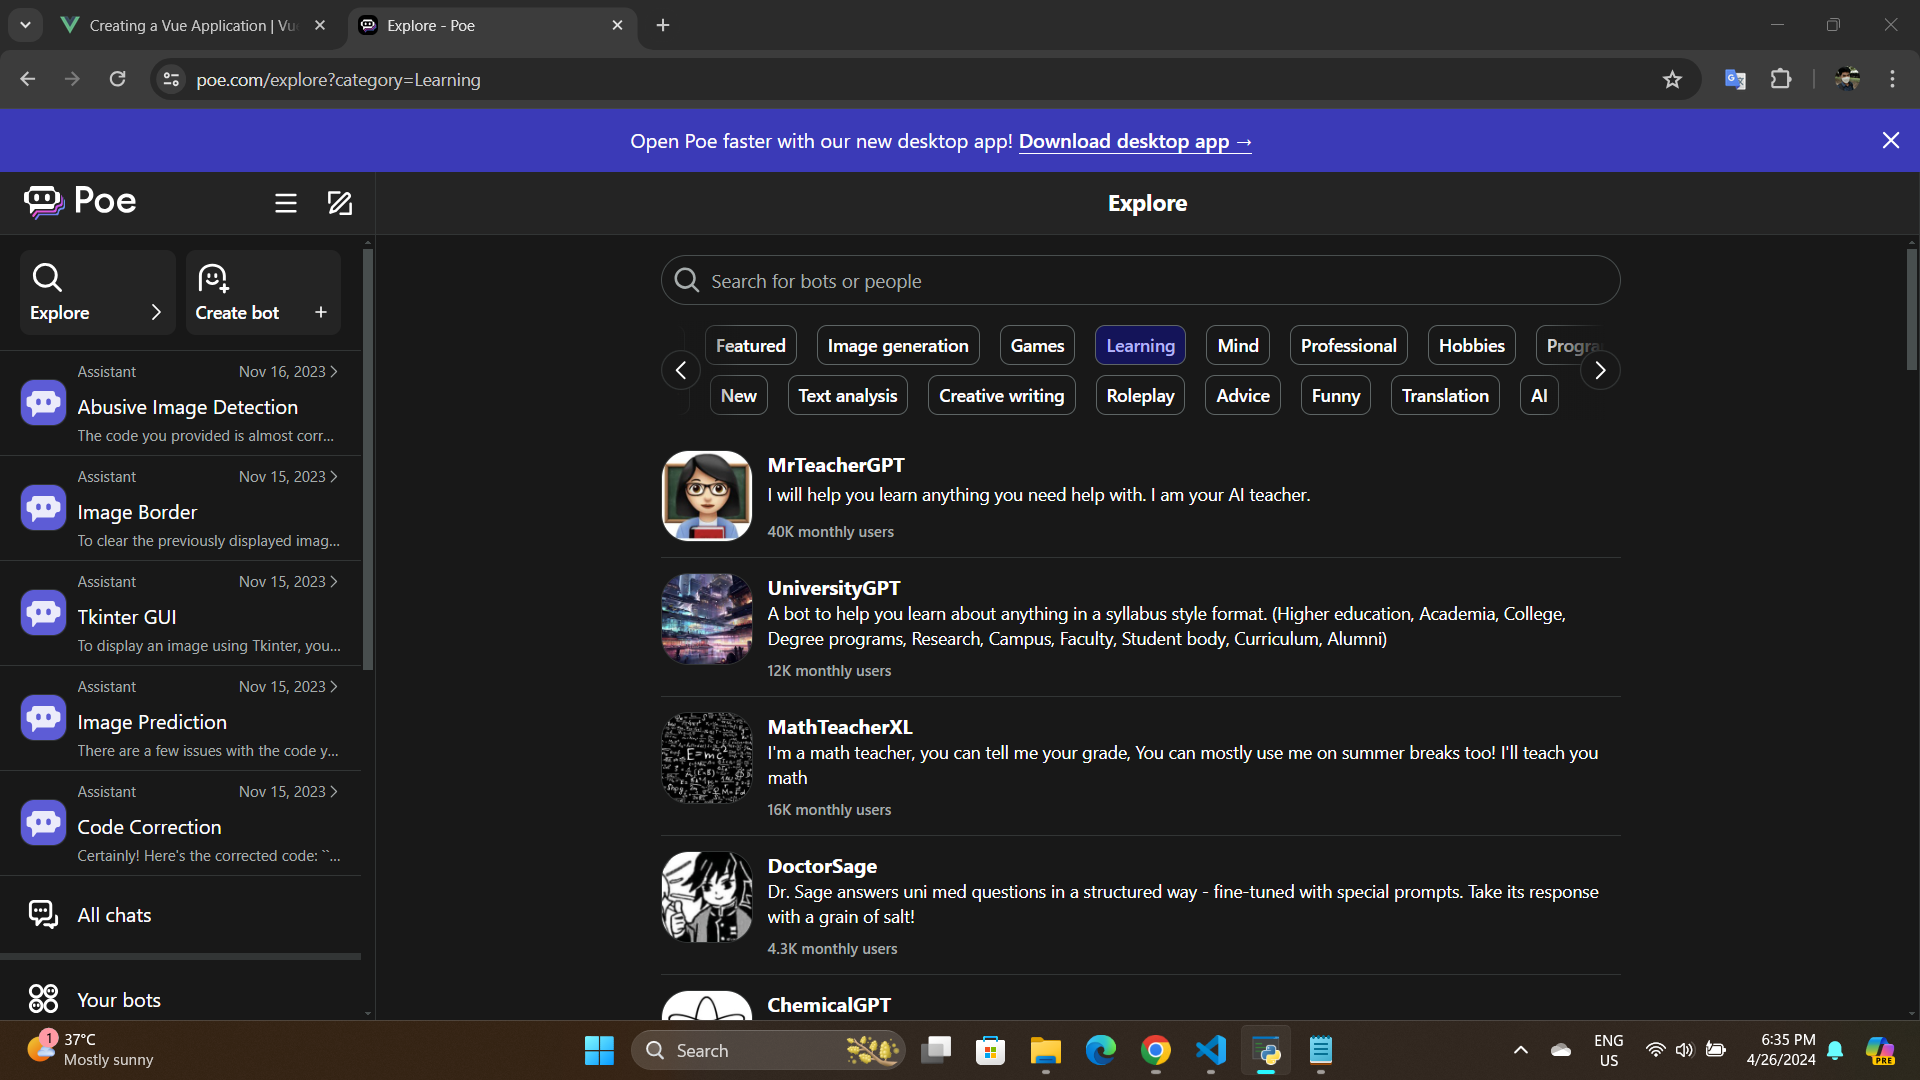 Creating a Vue Application | Vue
Explore - Poe
poe.com/explore?category=Learning
Open Poe faster with our new desktop app! Download desktop app →
Poe
Explore
Explore
Create bot +
Assistant
Nov 16, 2023
Abusive Image Detection
The code you provided is almost corr...
Assistant
Nov 15, 2023
Image Border
To clear the previously displayed imag...
Assistant
Nov 15, 2023
Tkinter GUI
To display an image using Tkinter, you...
Assistant
Nov 15, 2023
Image Prediction
There are a few issues with the code y...
Assistant
Nov 15, 2023
Code Correction
Certainly! Here's the corrected code: ``...
All chats
Your bots
Search for bots or people
Featured
Image generation
Games
Learning
Mind
Professional
Hobbies
Progra
New
Text analysis
Creative writing
Roleplay
Advice
Funny
Translation
AI
MrTeacherGPT
I will help you learn anything you need help with. I am your AI teacher.
40K monthly users
UniversityGPT
A bot to help you learn about anything in a syllabus style format. (Higher education, Academia, College,
Degree programs, Research, Campus, Faculty, Student body, Curriculum, Alumni)
12K monthly users
E=mc²
MathTeacherXL
I'm a math teacher, you can tell me your grade, You can mostly use me on summer breaks too! I'll teach you
math
16K monthly users
DoctorSage
Dr. Sage answers uni med questions in a structured way - fine-tuned with special prompts. Take its response
with a grain of salt!
4.3K monthly users
ChemicalGPT
1
37°C
Mostly sunny
Search
ENG
US
6:35 PM
4/26/2024
PRE